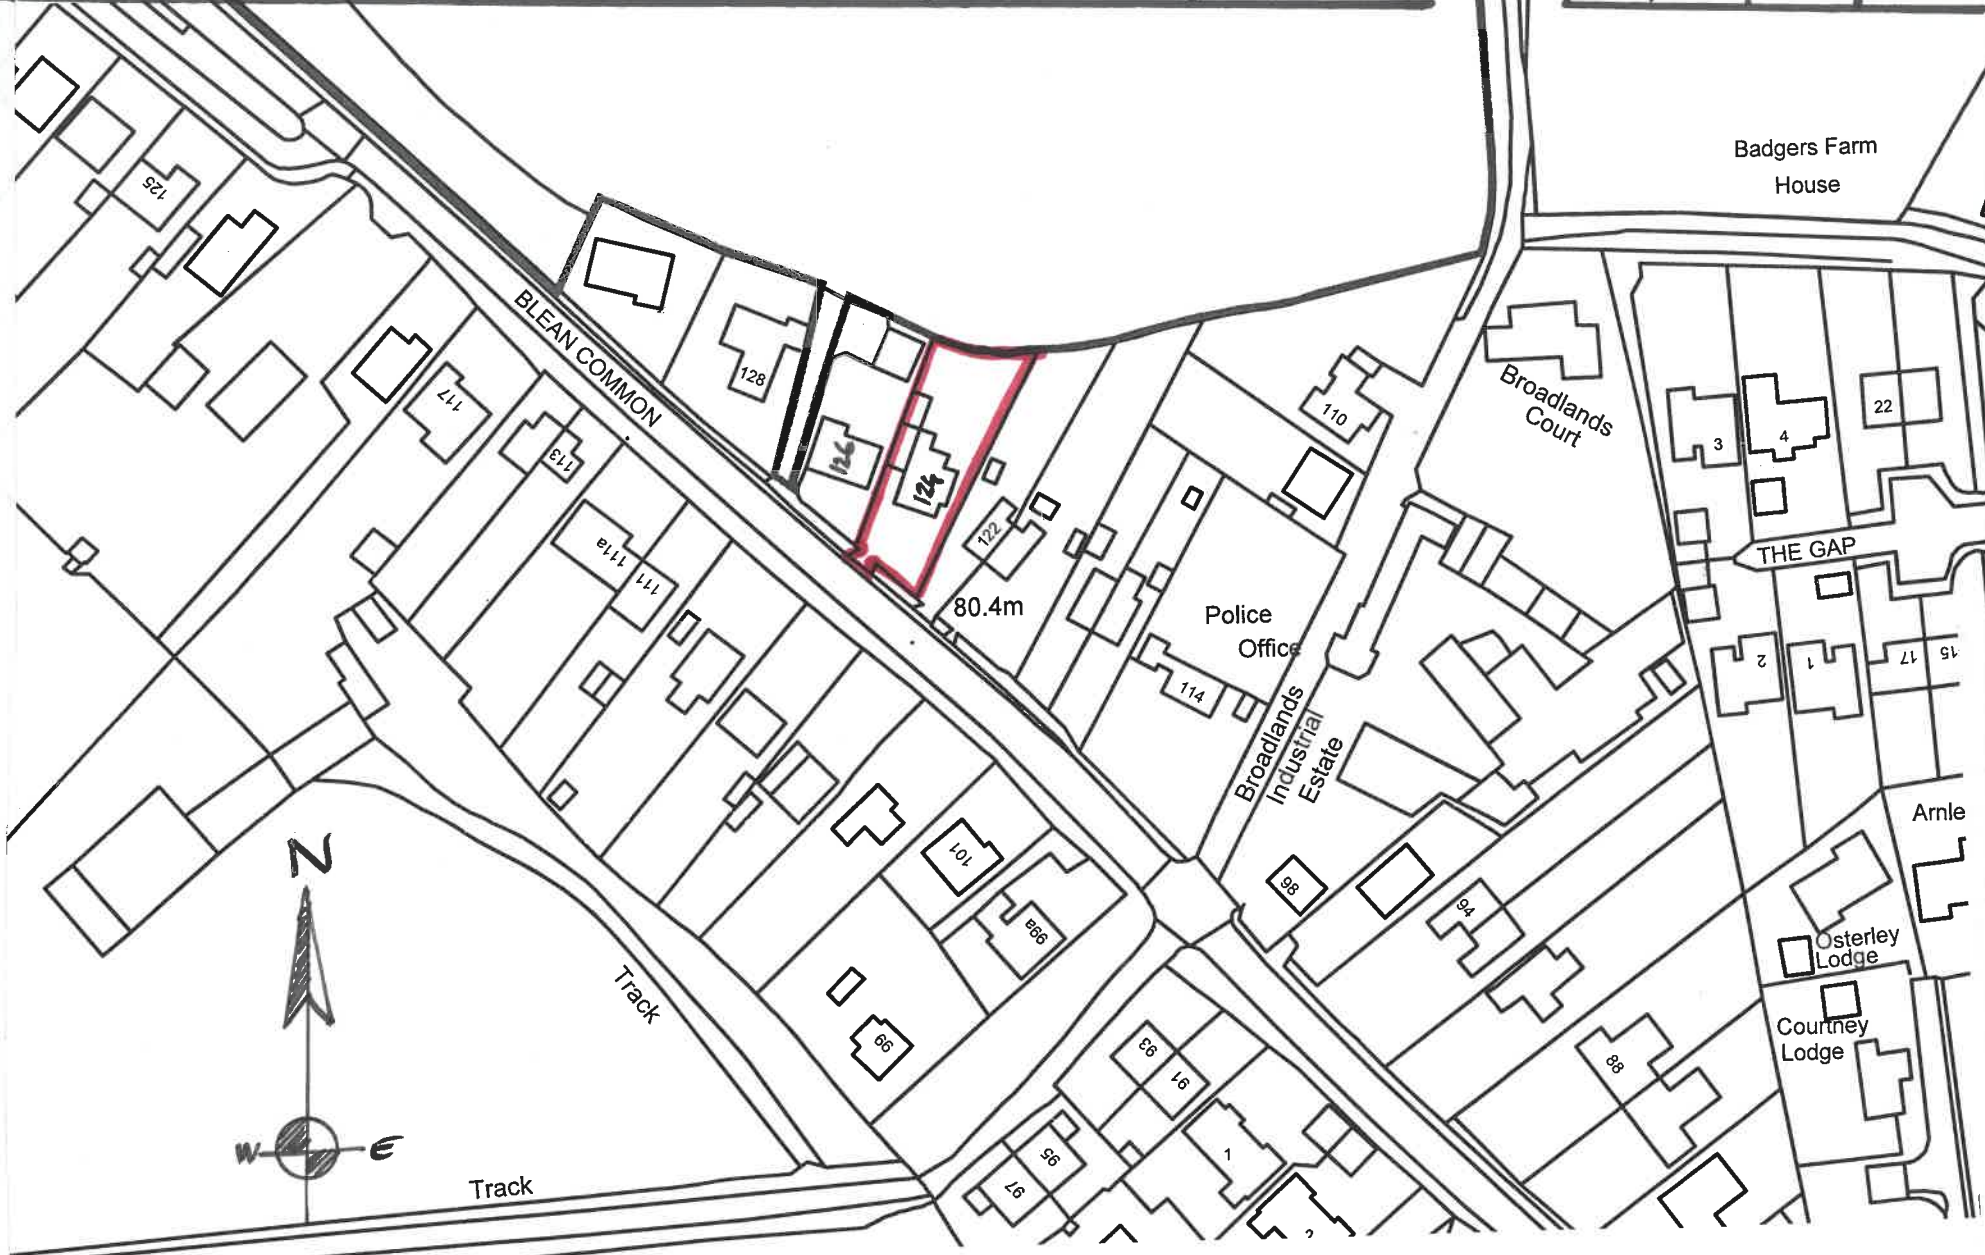 Badgers Farm
House
125
BLEAN COMMON
128
117
113
126
124
122
110
Broadlands
Court
3
4
22
THE GAP
111a
111
80.4m
Police
Office
114
2
1
17
15
Broadlands
Industrial
Estate
Arnle
98
101
94
99a
Osterley
Lodge
N
Track
99
Courtney
Lodge
93
91
88
W
E
95
1
97
Track